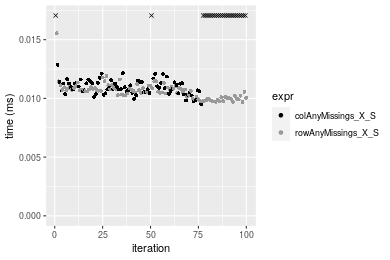 0.015
0.010
0.005
0.000
time (ms)
0
25
50
75
100
iteration
expr
colAnyMissings_X_S
rowAnyMissings_X_S